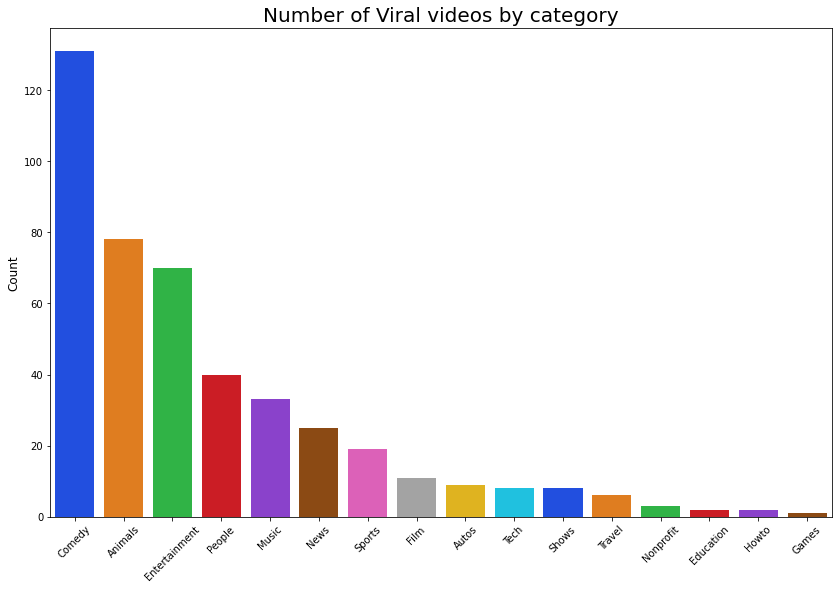 Number of Viral videos by category
Count
120
100
80
60
40
20
0
Comedy
Animals
Entertainment
People
Music
News
Sports
Film
Autos
Tech
Shows
Travel
Nonprofit
Education
Howto
Games